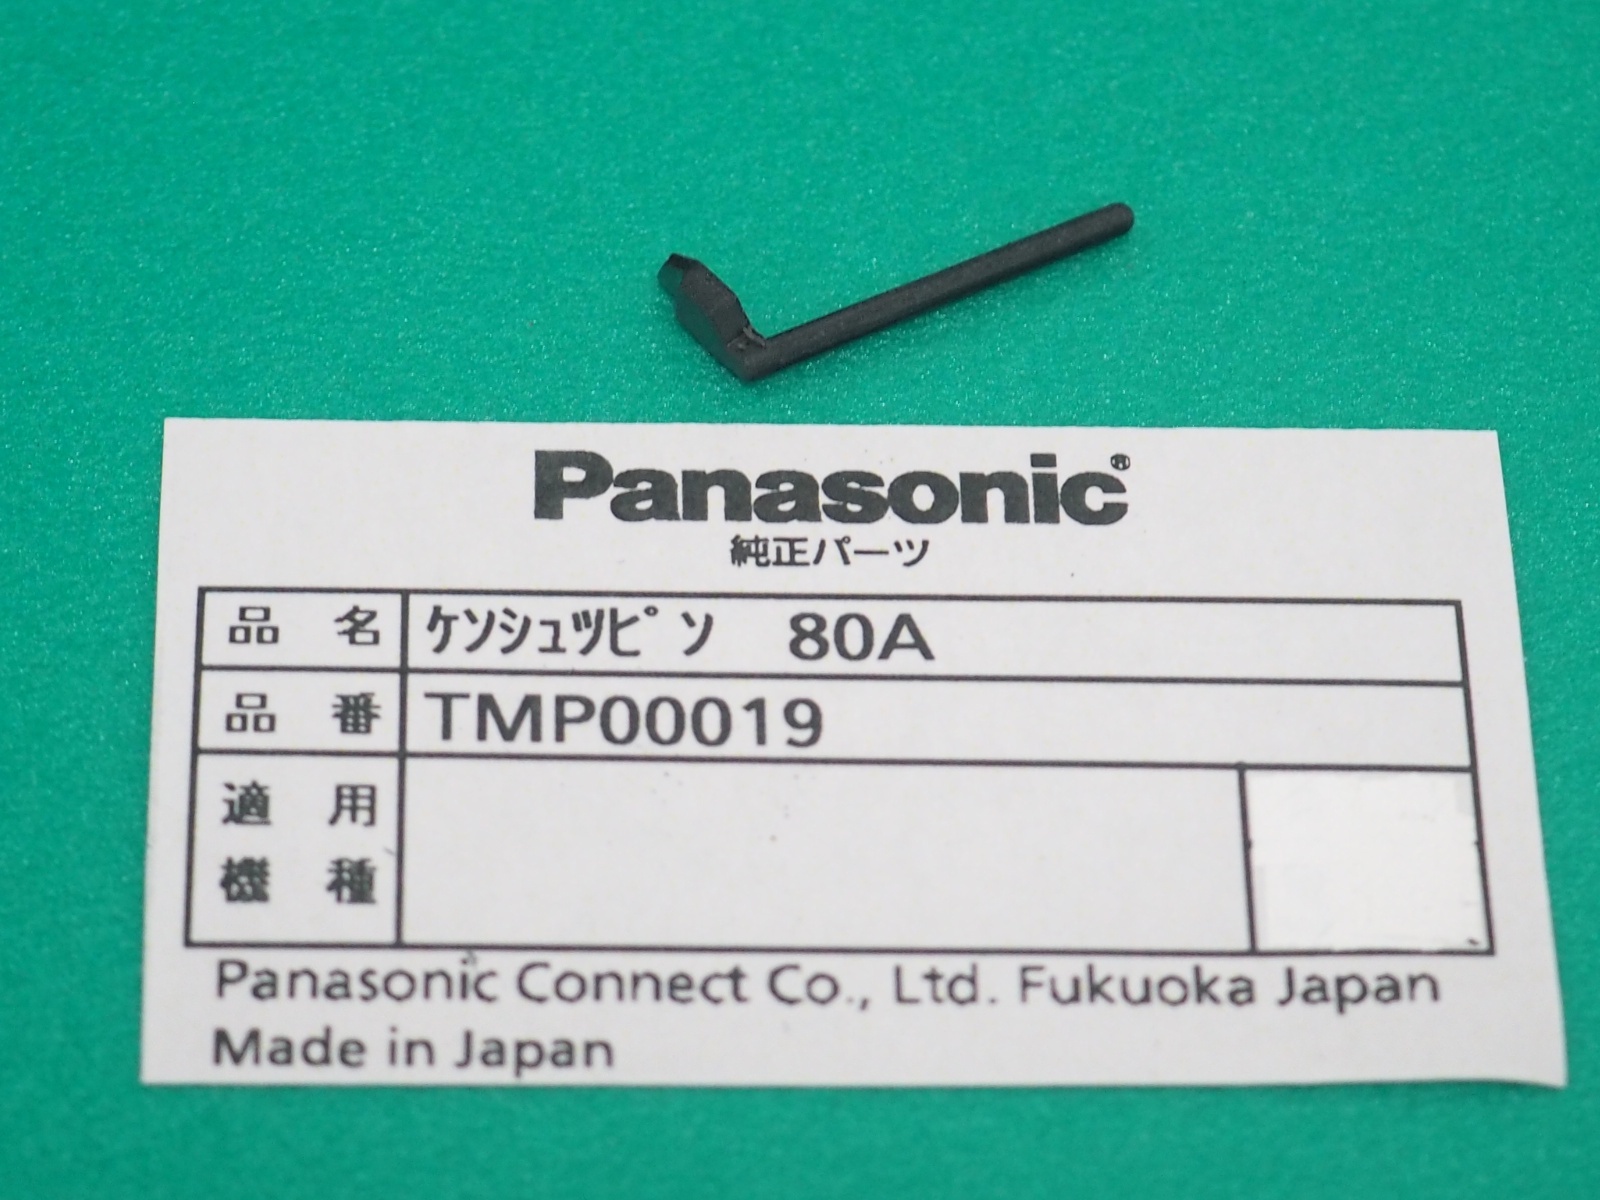 Panasonic®
純正パーツ
品 名 ｹﾝｼｭﾂﾋﾟﾝ 80A
品 番 TMP00019
適 用
機 種
Panasonic Connect Co., Ltd. Fukuoka Japan
Made in Japan